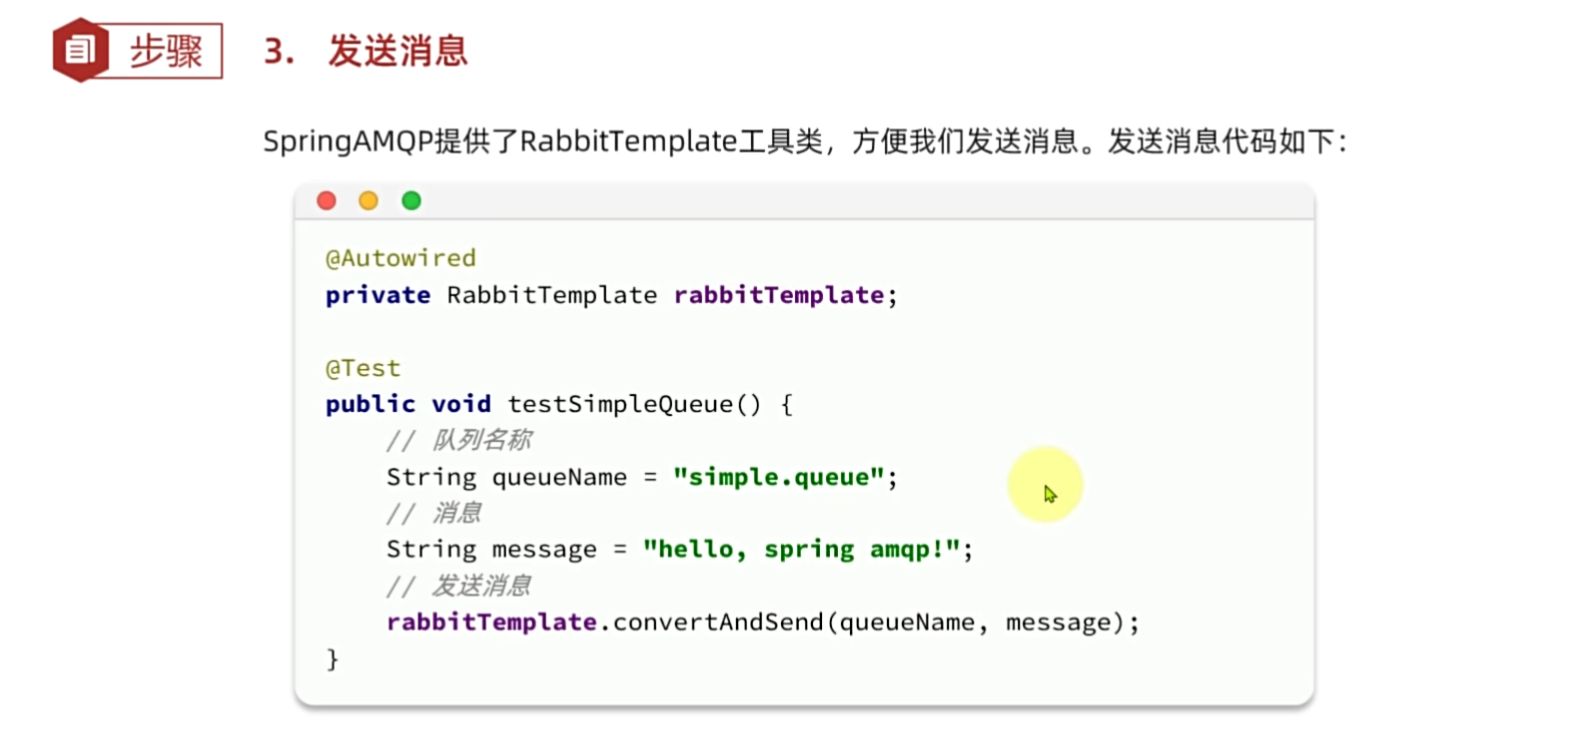 步骤 3. 发送消息
SpringAMQP提供了RabbitTemplate工具类，方便我们发送消息。发送消息代码如下：
@Autowired
private RabbitTemplate rabbitTemplate;
@Test
public void testSimpleQueue() {
// 队列名称
String queueName = "simple.queue";
// 消息
String message = "hello, spring amqp!";
// 发送消息
rabbitTemplate.convertAndSend(queueName, message);
}